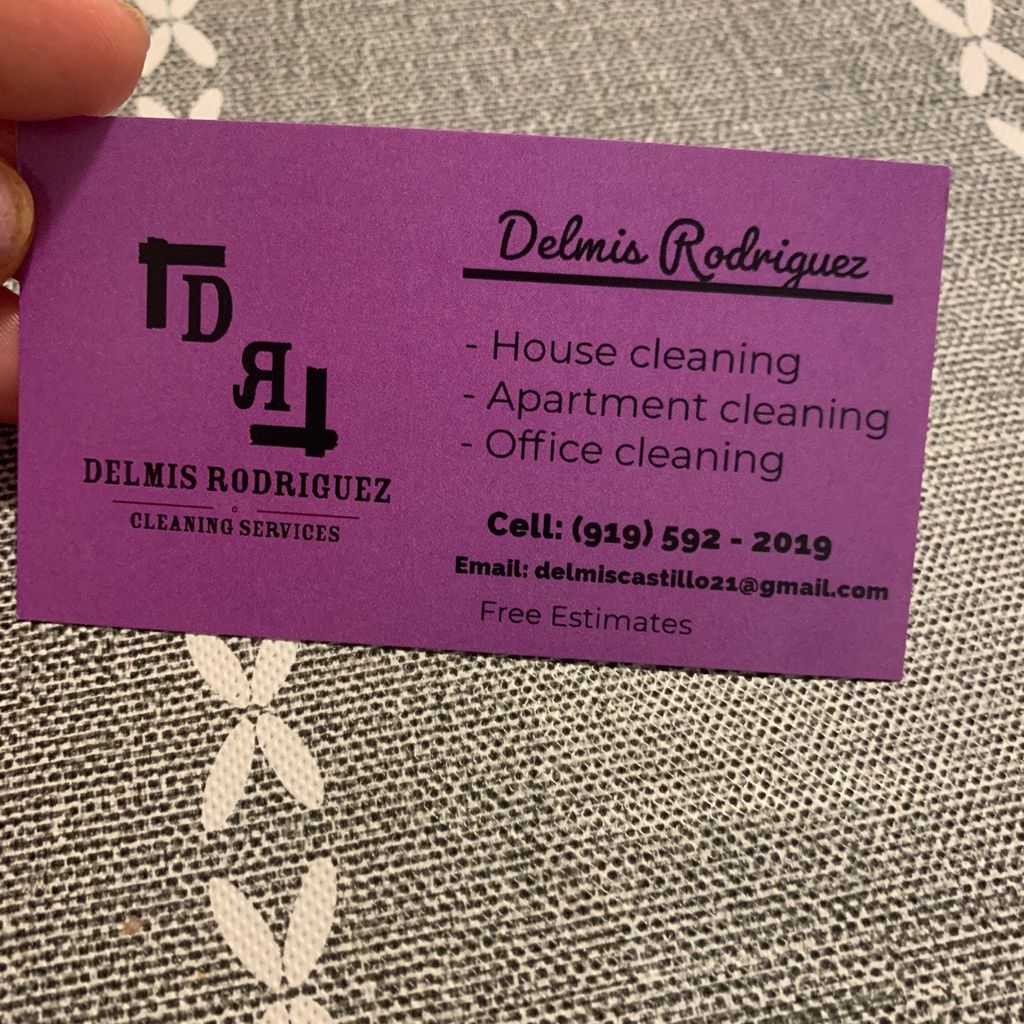 D
R
DELMIS RODRIGUEZ
CLEANING SERVICES
Delmis Rodriguez
- House cleaning
- Apartment cleaning
- Office cleaning
Cell: (919) 592 - 2019
Email: delmiscastillo21@gmail.com
Free Estimates